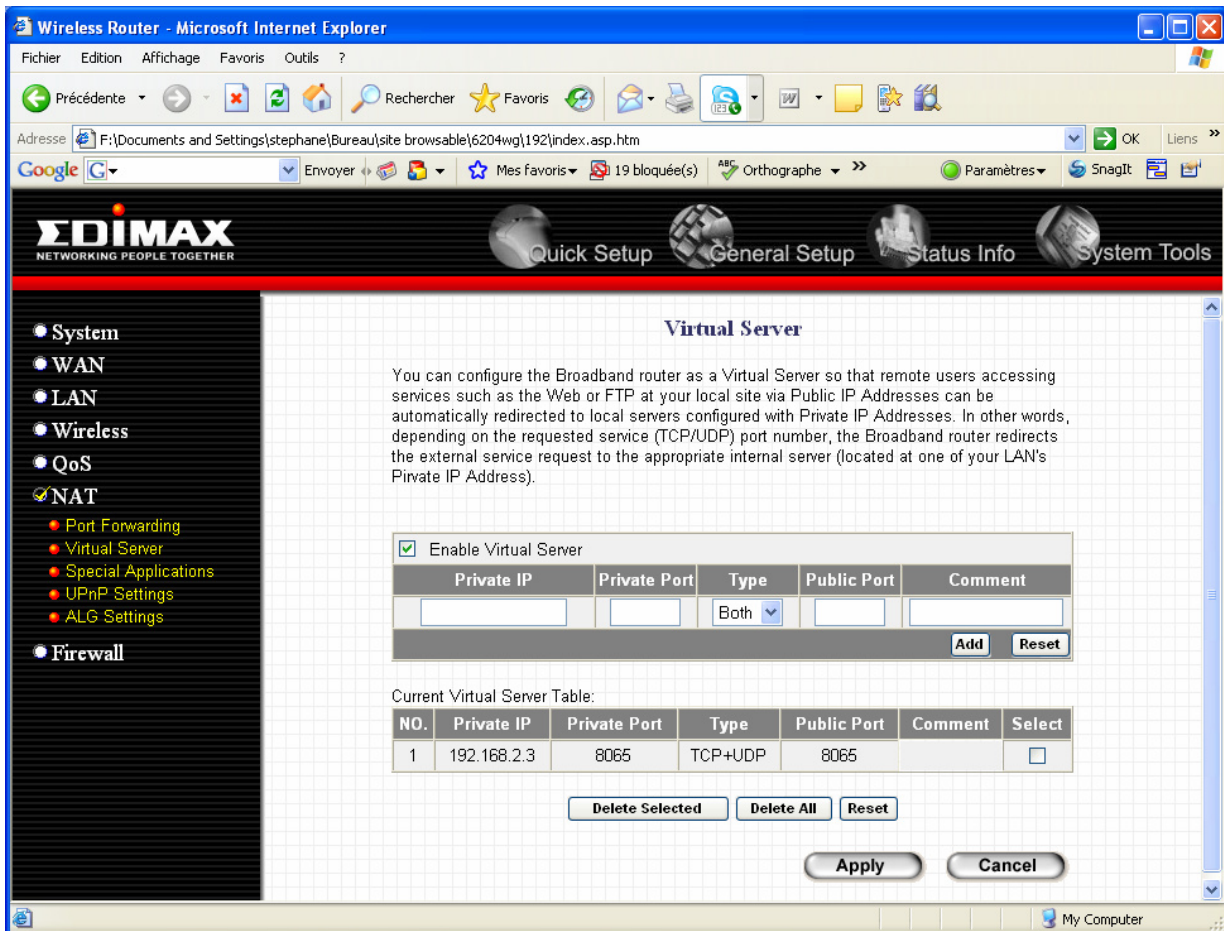 Wireless Router - Microsoft Internet Explorer
Fichier Edition Affichage Favoris Outils ?
Précédente Rechercher Favoris
Adresse F:\Documents and Settings\stephane\Bureau\site browsable\6204wg\192\index.asp.htm OK Liens »
Google G Envoyer Mes favoris 19 bloquée(s) ABC Orthographe » Paramètres SnagIt
EDIMAX
NETWORKING PEOPLE TOGETHER
Quick Setup General Setup Status Info System Tools
System
WAN
LAN
Wireless
QoS
NAT
Port Forwarding
Virtual Server
Special Applications
UPnP Settings
ALG Settings
Firewall
Virtual Server
You can configure the Broadband router as a Virtual Server so that remote users accessing
services such as the Web or FTP at your local site via Public IP Addresses can be
automatically redirected to local servers configured with Private IP Addresses. In other words,
depending on the requested service (TCP/UDP) port number, the Broadband router redirects
the external service request to the appropriate internal server (located at one of your LAN's
Pirvate IP Address).
Enable Virtual Server
Private IP Private Port Type Public Port Comment
Both
Add Reset
Current Virtual Server Table:
NO. Private IP Private Port Type Public Port Comment Select
1 192.168.2.3 8065 TCP+UDP 8065
Delete Selected Delete All Reset
Apply Cancel
My Computer